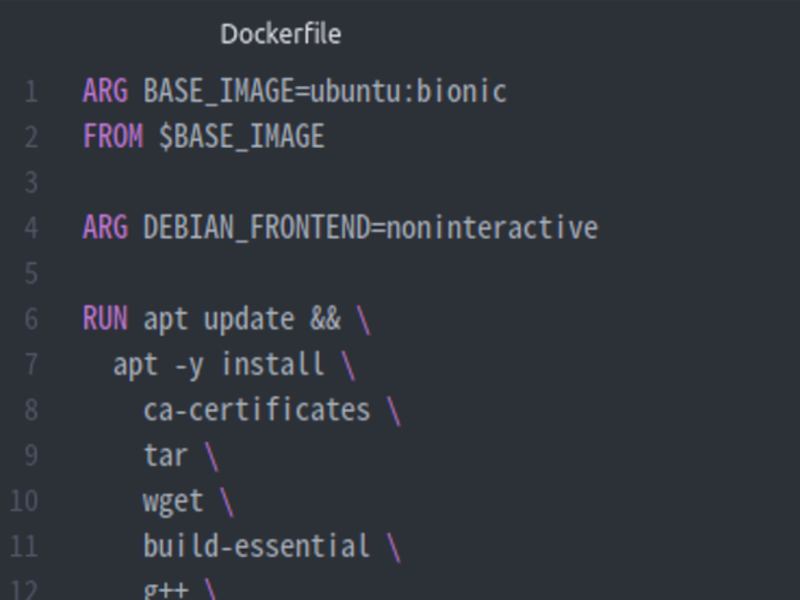 Dockerfile
1 ARG BASE_IMAGE=ubuntu:bionic
2 FROM $BASE_IMAGE
3
4 ARG DEBIAN_FRONTEND=noninteractive
5
6 RUN apt update && \
7 apt -y install \
8 ca-certificates \
9 tar \
10 wget \
11 build-essential \
12 g++ \